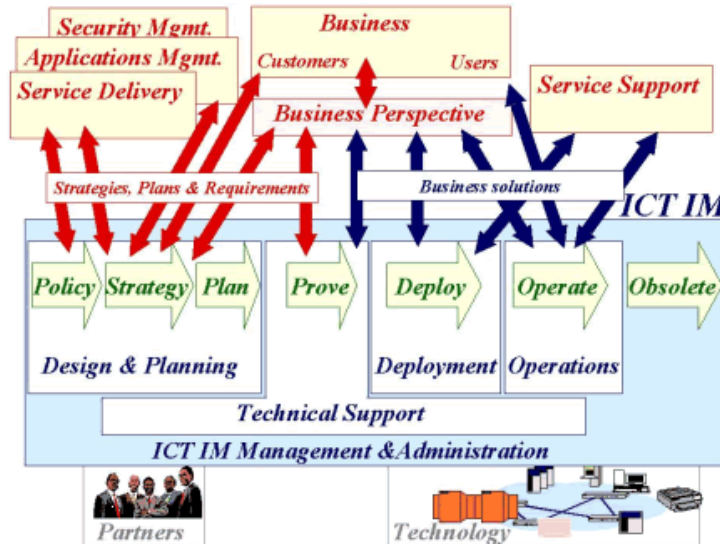 Security Mgmt.
Applications Mgmt.
Service Delivery
Business
Customers Users
Business Perspective
Service Support
Strategies, Plans & Requirements
Business solutions
ICT IM
Policy Strategy Plan Prove Deploy Operate Obsolete
Design & Planning Deployment Operations
Technical Support
ICT IM Management &Administration
Partners Technology